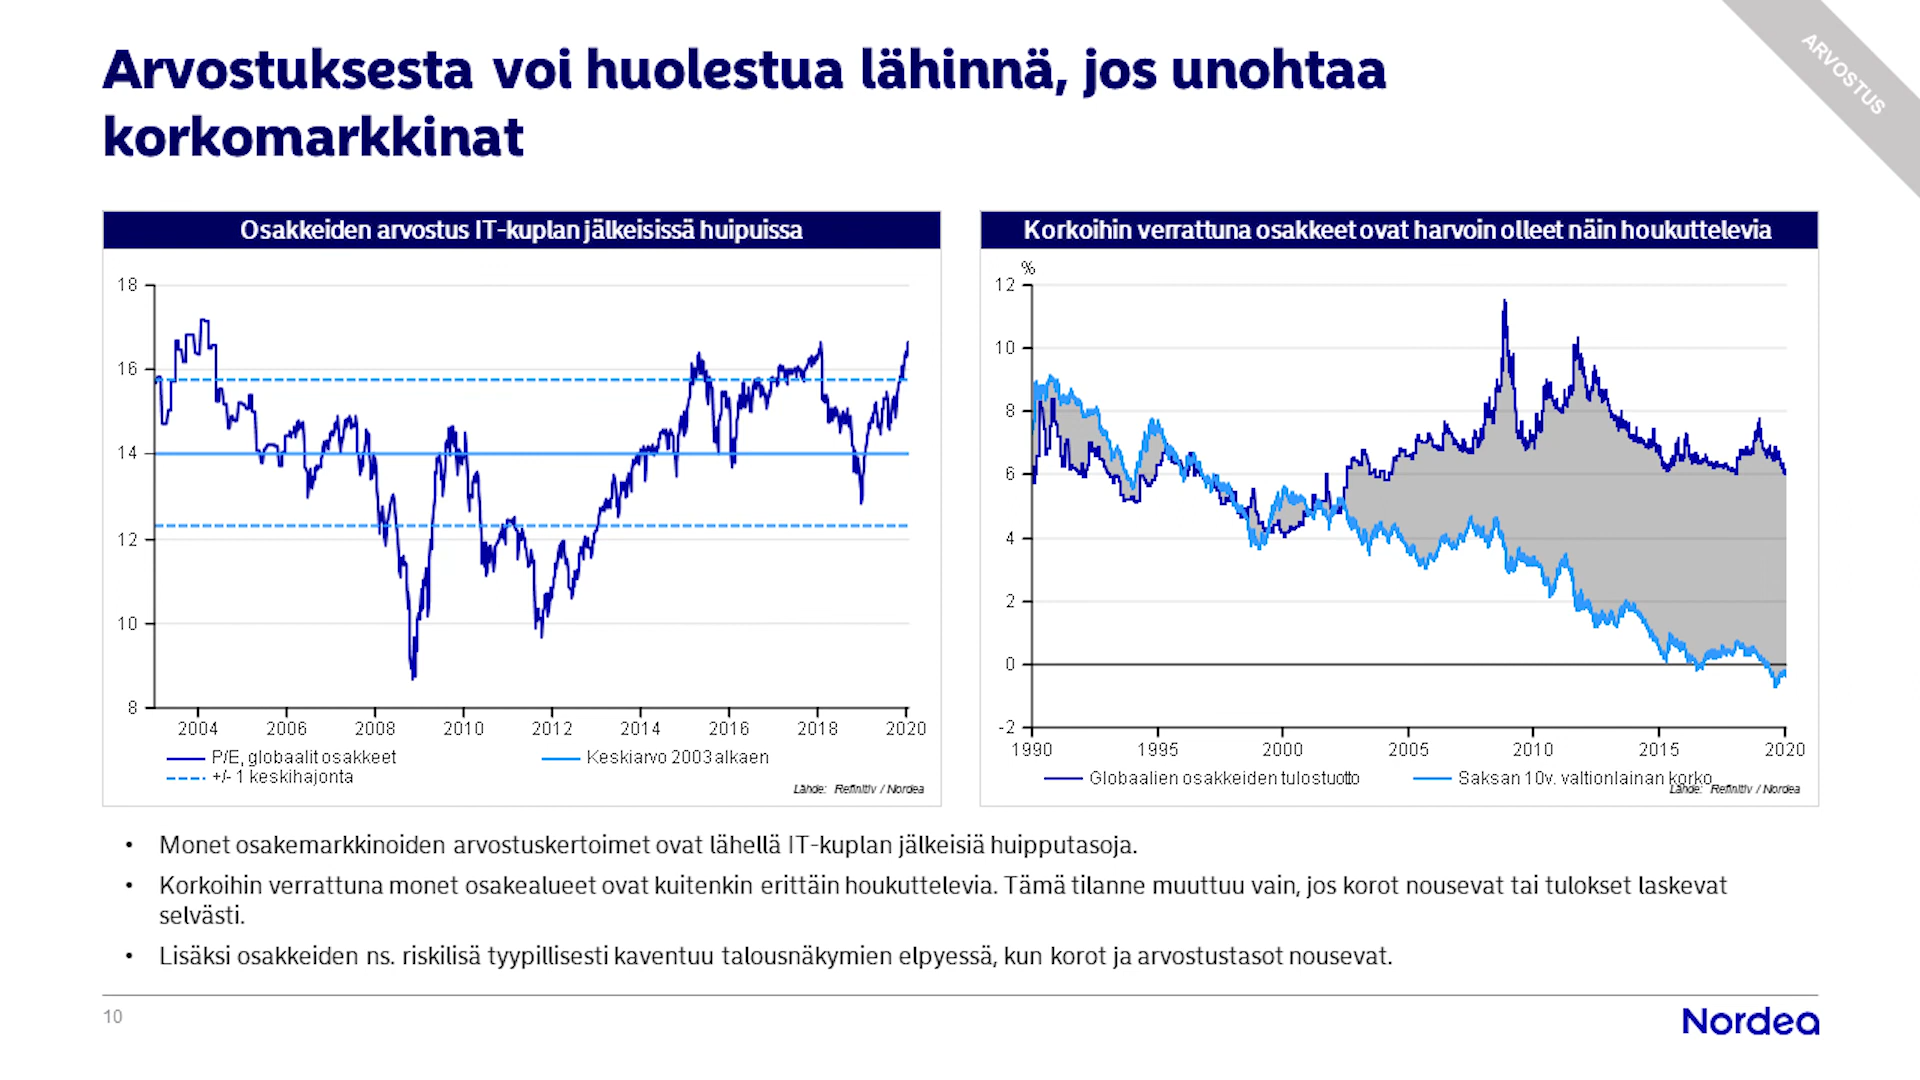 Arvostuksesta voi huolestua lähinnä, jos unohtaa
korkomarkkinat
ARVOSTUS
Osakkeiden arvostus IT-kuplan jälkeisissä huipuissa
18
16
14
12
10
8
2004 2006 2008 2010 2012 2014 2016 2018 2020
P/E, globaalit osakkeet
Keskiarvo 2003 alkaen
+/- 1 keskihajonta
Lähde: Refinitiv / Nordea
Korkoihin verrattuna osakkeet ovat harvoin olleet näin houkuttelevia
%
12
10
8
6
4
2
0
-2
1990 1995 2000 2005 2010 2015 2020
Globaalien osakkeiden tulostuotto
Saksan 10v. valtionlainan korko
Lähde: Refinitiv / Nordea
• Monet osakemarkkinoiden arvostuskertoimet ovat lähellä IT-kuplan jälkeisiä huipputasoja.
• Korkoihin verrattuna monet osakealueet ovat kuitenkin erittäin houkuttelevia. Tämä tilanne muuttuu vain, jos korot nousevat tai tulokset laskevat
selvästi.
• Lisäksi osakkeiden ns. riskilisä tyypillisesti kaventuu talousnäkymien elpyessä, kun korot ja arvostustasot nousevat.
10
Nordea